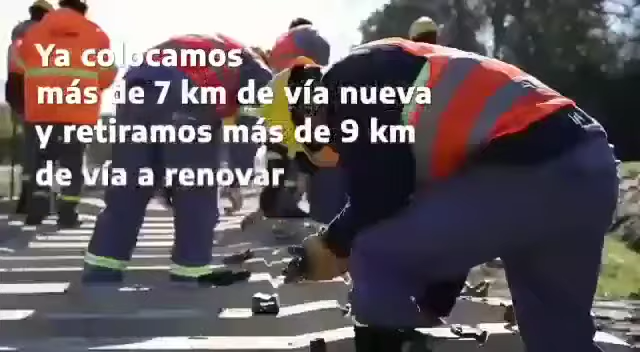 Ya colocamos
más de 7 km de vía nueva
y retiramos más de 9 km
de vía a renovar